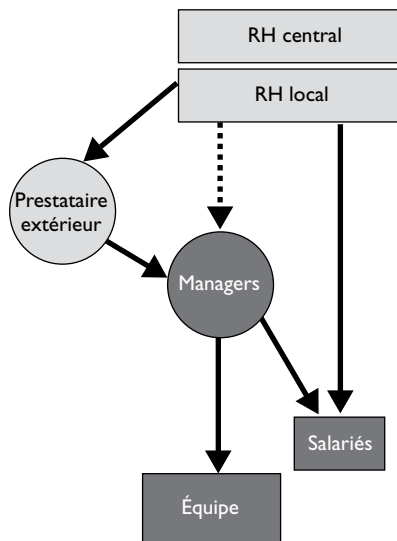 RH central
RH local
Prestataire
extérieur
Managers
Salariés
Équipe